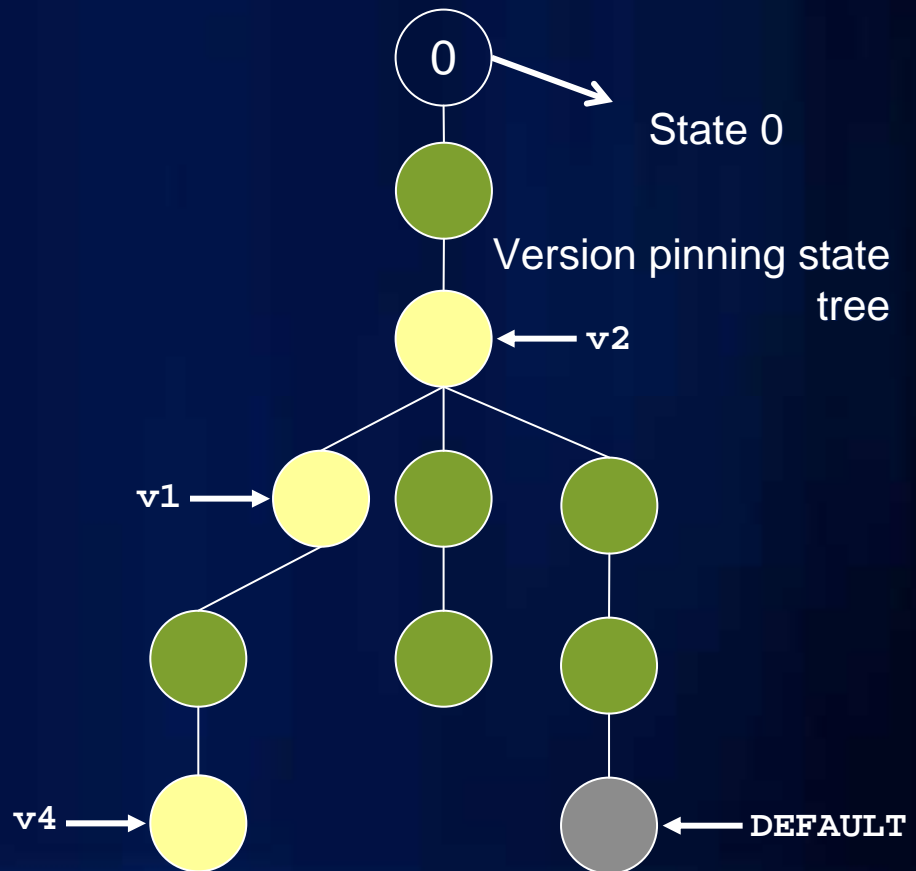 0
State 0
Version pinning state
tree
v2
v1
v4
DEFAULT